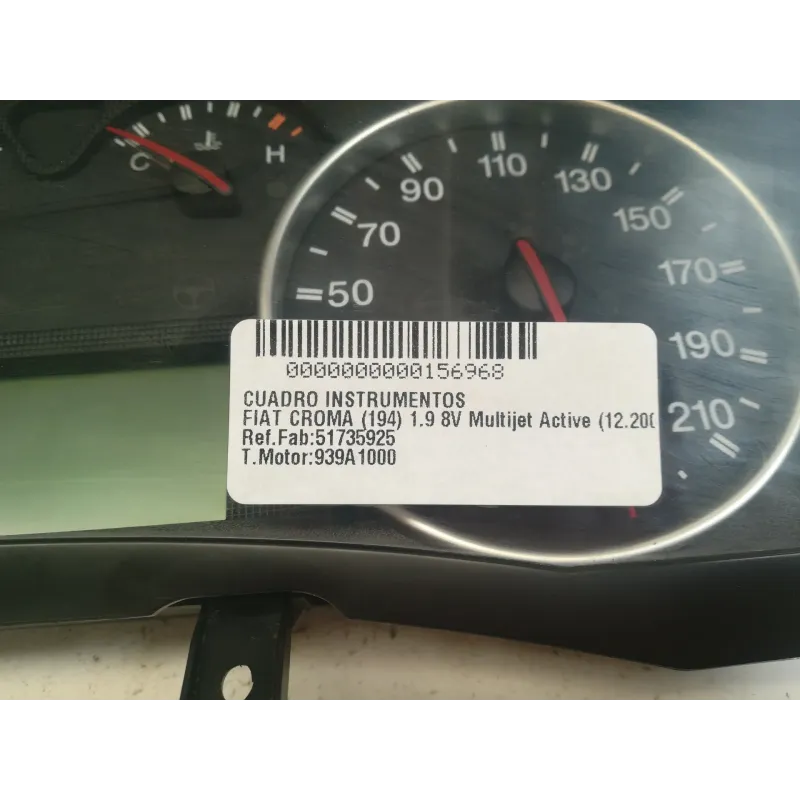 C H
50
70
90
110
130
150
170
190
210
0000000000156968
CUADRO INSTRUMENTOS
FIAT CROMA (194) 1.9 8V Multijet Active (12.200
Ref.Fab:51735925
T.Motor:939A1000